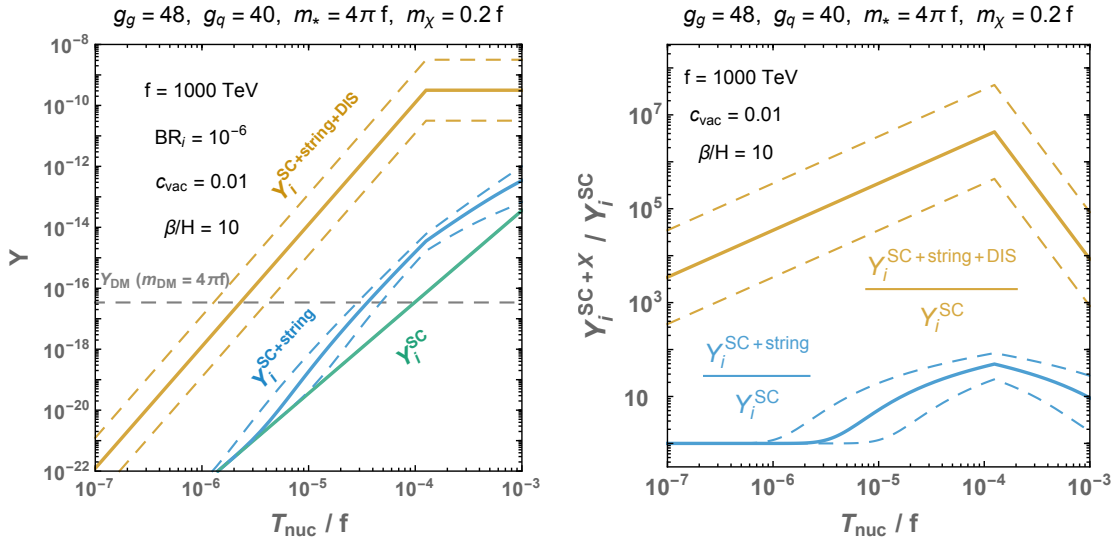 g_g = 48, g_q = 40, m_* = 4π f, m_χ = 0.2 f
10^-8
10^-10
10^-12
10^-14
10^-16
10^-18
10^-20
10^-22
Y
f = 1000 TeV
BR_i = 10^-6
c_vac = 0.01
β/H = 10
Y_i^SC+string+DIS
Y_DM (m_DM = 4πf)
Y_i^SC+string
Y_i^SC
10^-7
10^-6
10^-5
10^-4
10^-3
T_nuc / f
g_g = 48, g_q = 40, m_* = 4π f, m_χ = 0.2 f
10^7
10^5
10^3
10
Y_i^SC+X / Y_i^SC
f = 1000 TeV
c_vac = 0.01
β/H = 10
Y_i^SC+string+DIS
Y_i^SC
Y_i^SC+string
Y_i^SC
10^-7
10^-6
10^-5
10^-4
10^-3
T_nuc / f